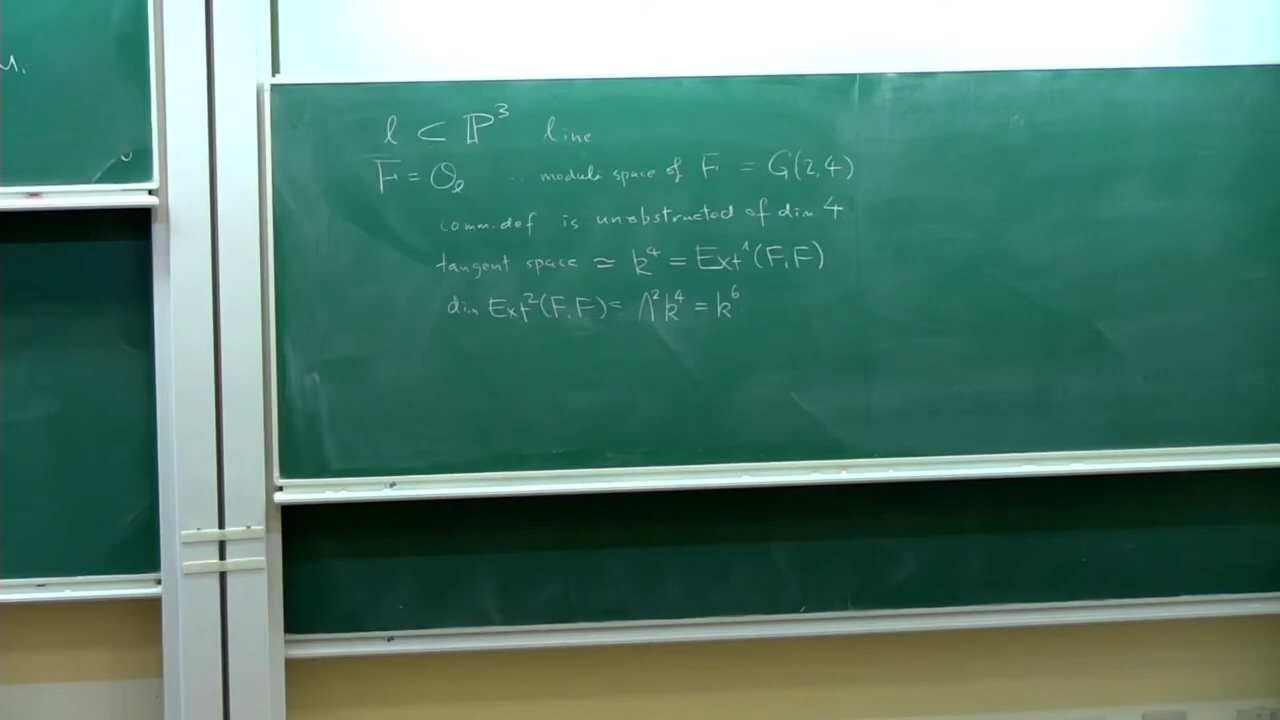 M.
l ⊂ ℙ³ line
F = O_l ... moduli space of F = G(2,4)
comm. def is unobstructed of dim 4
tangent space ≃ k⁴ = Ext¹(F,F)
dim Ext²(F,F) = Λ²k⁴ = k⁶